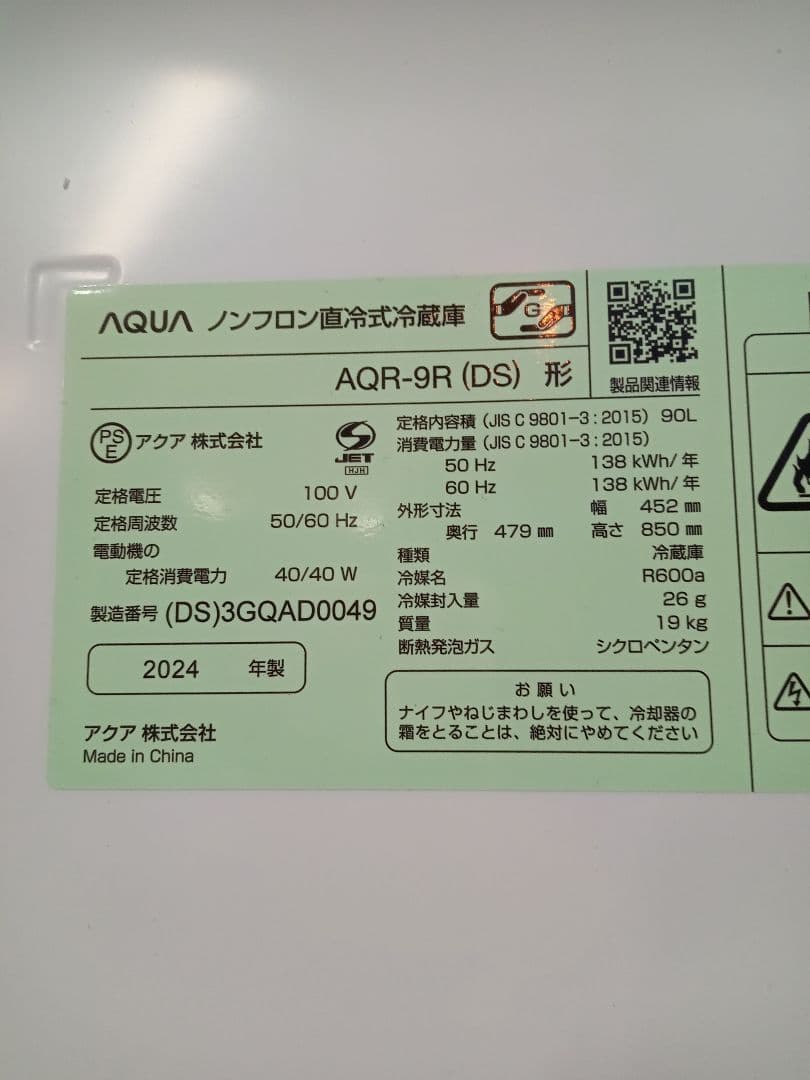 AQUA ノンフロン直冷式冷蔵庫
G
AQR-9R (DS) 形
製品関連情報
PSE アクア 株式会社
JET
HJH
定格電圧 100 V
定格周波数 50/60 Hz
電動機の
定格消費電力 40/40 W
製造番号 (DS)3GQAD0049
2024 年製
アクア 株式会社
Made in China
定格内容積 (JIS C 9801-3:2015) 90L
消費電力量 (JIS C 9801-3:2015)
50 Hz 138 kWh/年
60 Hz 138 kWh/年
外形寸法 幅 452 mm
奥行 479 mm 高さ 850 mm
種類 冷蔵庫
冷媒名 R600a
冷媒封入量 26 g
質量 19 kg
断熱発泡ガス シクロペンタン
お願い
ナイフやねじまわしを使って、冷却器の
霜をとることは、絶対にやめてください